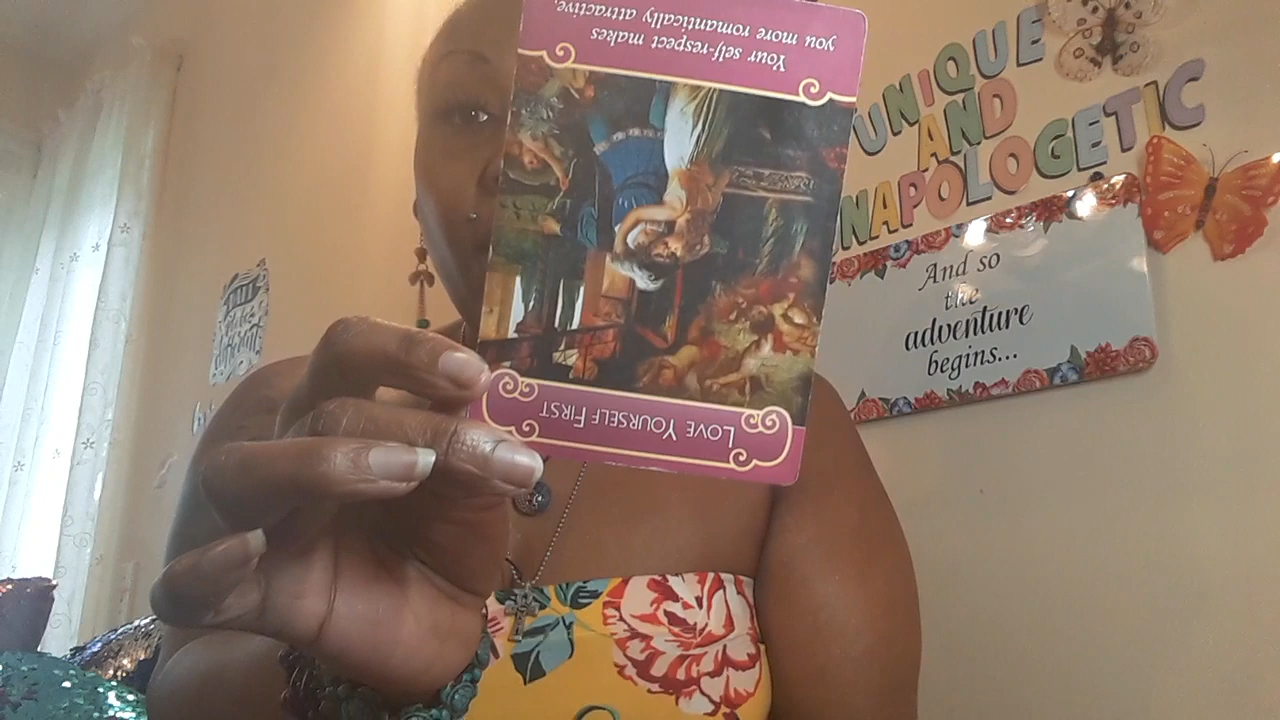 Love Yourself First
Your self-respect makes
you more romantically attractive.
UNIQUE
AND
UNAPOLOGETIC
And so
the
adventure
begins...
different